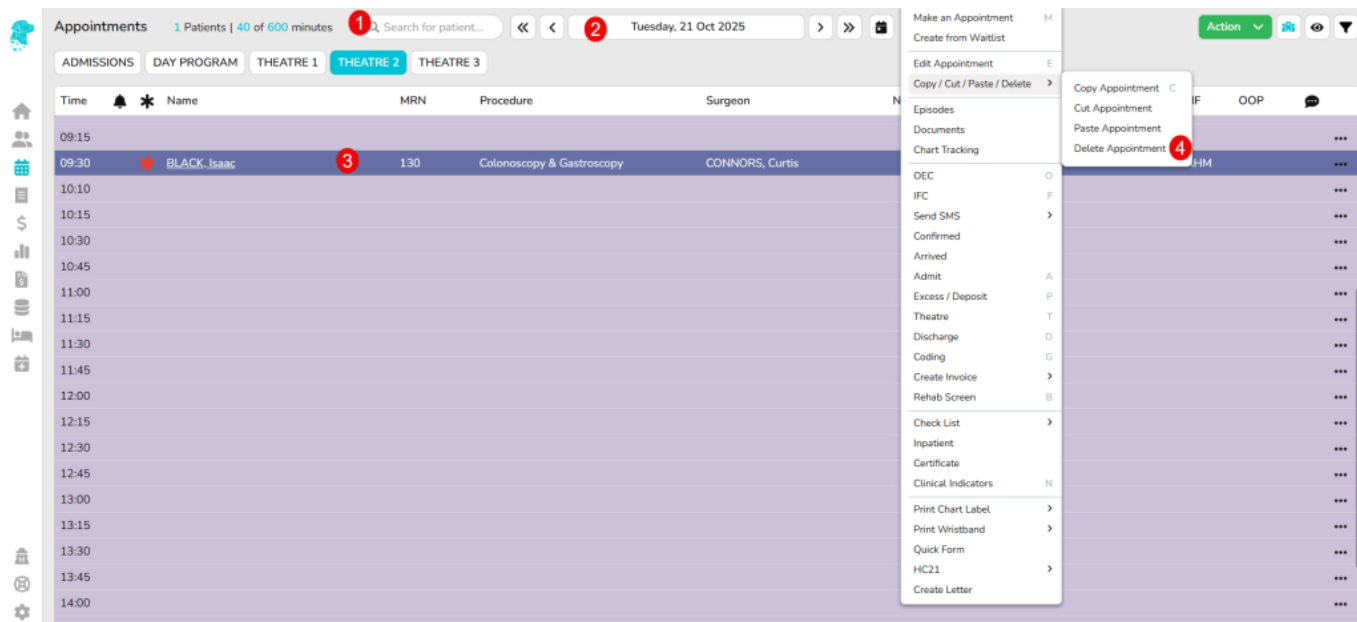 Appointments 1 Patients | 40 of 600 minutes 1 Search for patient... 2 Tuesday, 21 Oct 2025 Action
ADMISSIONS DAY PROGRAM THEATRE 1 THEATRE 2 THEATRE 3
Time Name MRN Procedure Surgeon N OOP
09:15
09:30 BLACK, Isaac 3 130 Colonoscopy & Gastroscopy CONNORS, Curtis
10:10
10:15
10:30
10:45
11:00
11:15
11:30
11:45
12:00
12:15
12:30
12:45
13:00
13:15
13:30
13:45
14:00
Make an Appointment M
Create from Waitlist
Edit Appointment E
Copy / Cut / Paste / Delete
Episodes
Documents
Chart Tracking
OEC O
IFC F
Send SMS
Confirmed
Arrived
Admit A
Excess / Deposit P
Theatre T
Discharge D
Coding G
Create Invoice
Rehab Screen B
Check List
Inpatient
Certificate
Clinical Indicators N
Print Chart Label
Print Wristband
Quick Form
HC21
Create Letter
Copy Appointment C
Cut Appointment
Paste Appointment
Delete Appointment 4